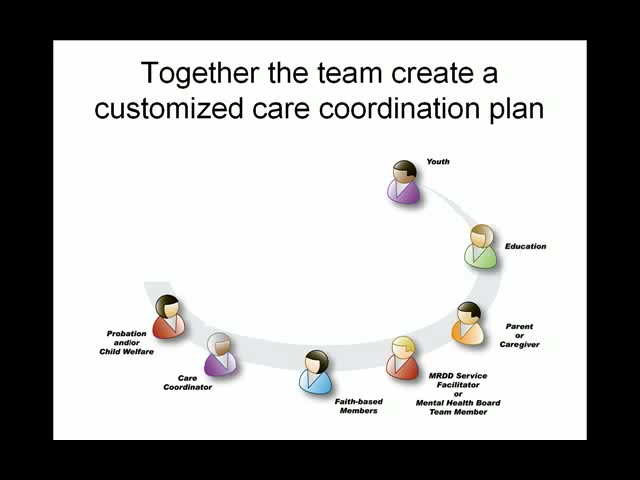 Together the team create a
customized care coordination plan
Youth
Education
Parent
or
Caregiver
MRDD Service
Facilitator
or
Mental Health Board
Team Member
Faith-based
Members
Care
Coordinator
Probation
and/or
Child Welfare